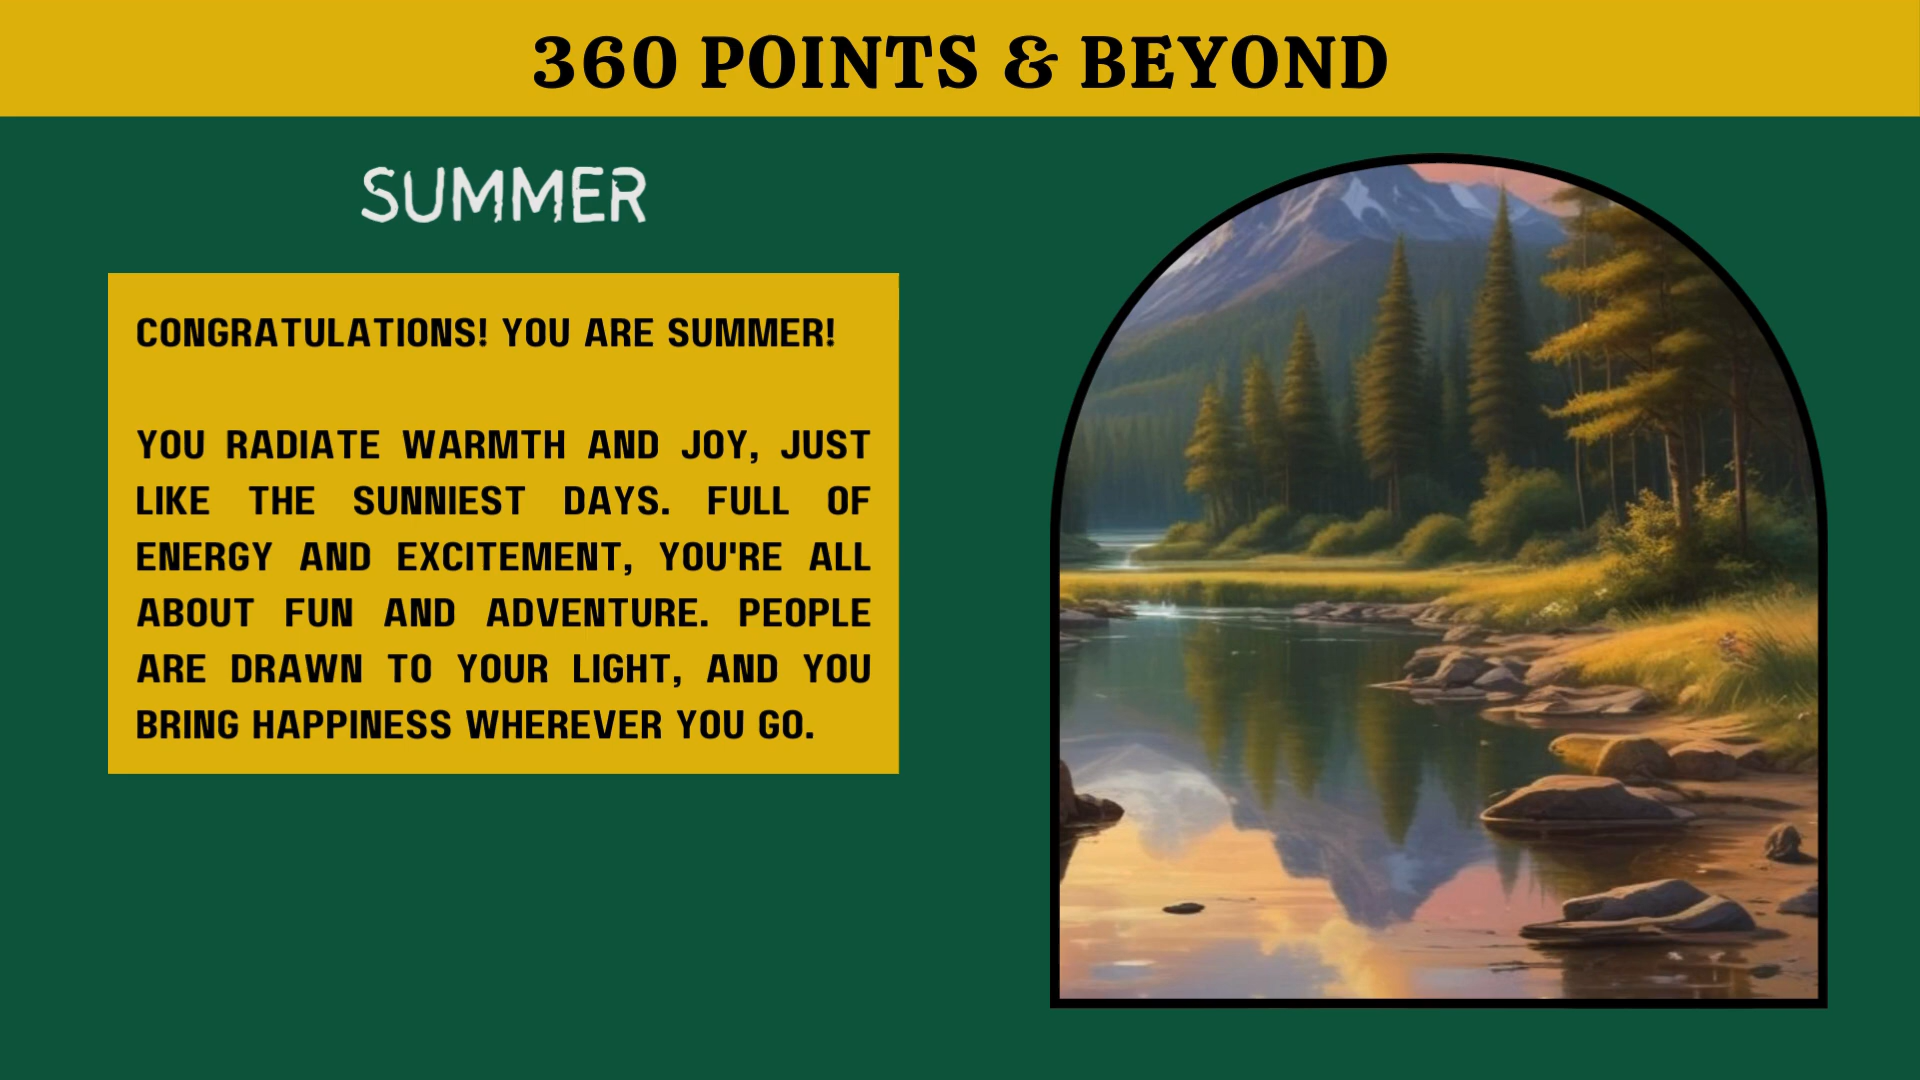 360 POINTS & BEYOND
SUMMER
CONGRATULATIONS! YOU ARE SUMMER!
YOU RADIATE WARMTH AND JOY, JUST
LIKE THE SUNNIEST DAYS. FULL OF
ENERGY AND EXCITEMENT, YOU'RE ALL
ABOUT FUN AND ADVENTURE. PEOPLE
ARE DRAWN TO YOUR LIGHT, AND YOU
BRING HAPPINESS WHEREVER YOU GO.